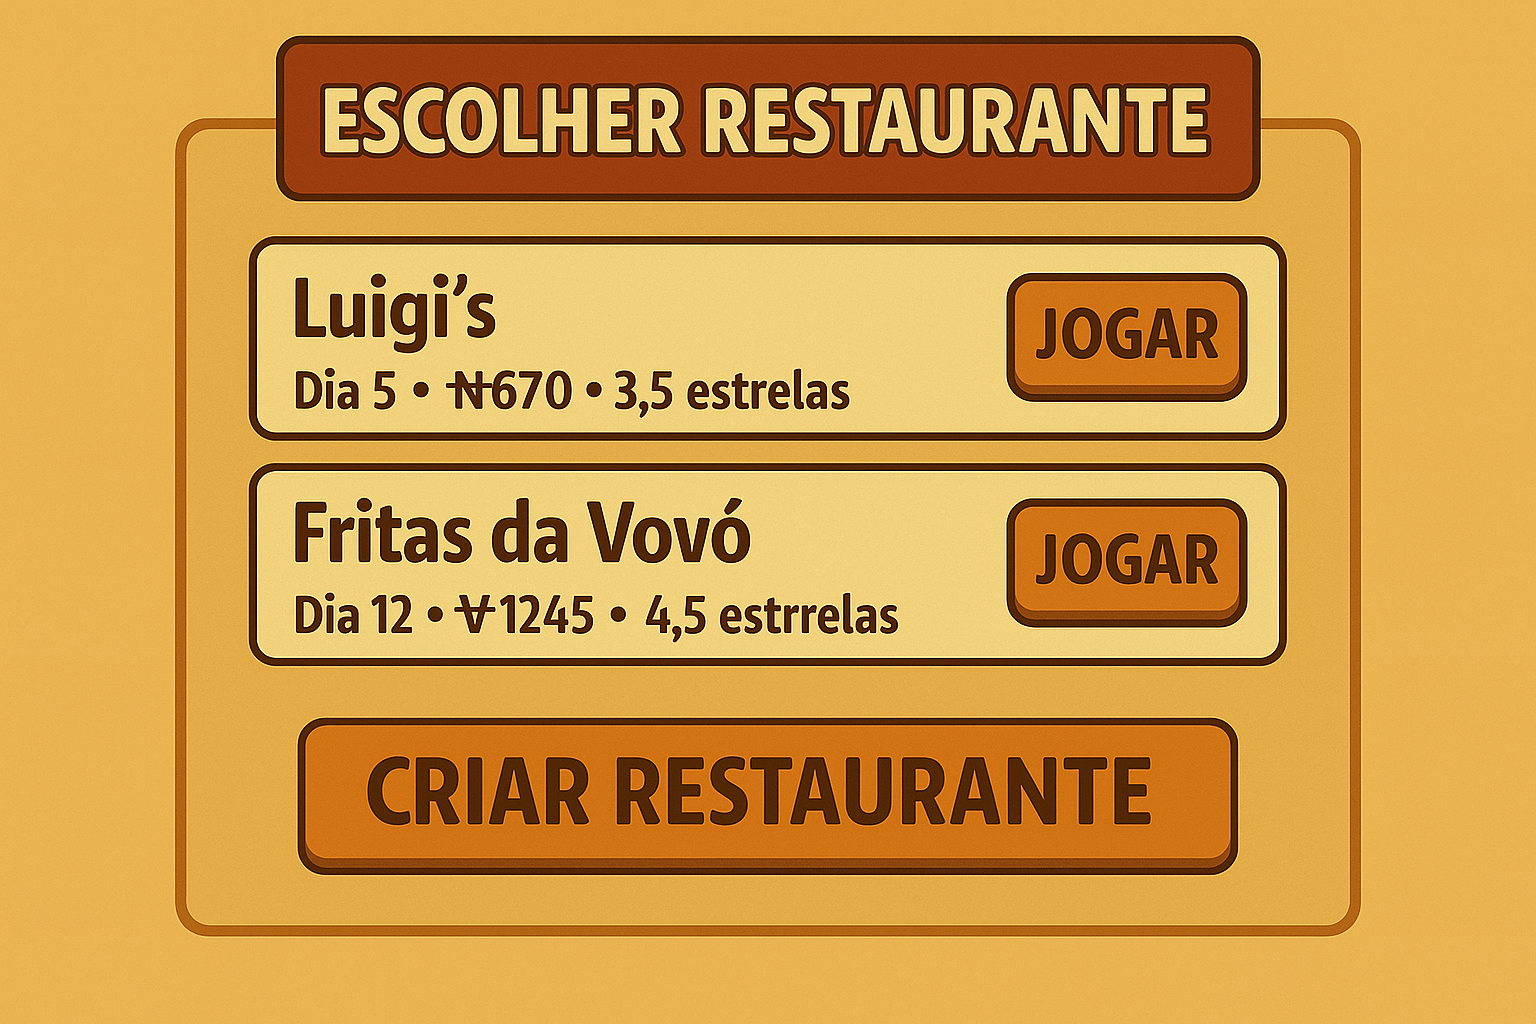 ESCOLHER RESTAURANTE
Luigi’s
JOGAR
Dia 5 • ₦670 • 3,5 estrelas
Fritas da Vovó
JOGAR
Dia 12 • V̶1245 • 4,5 estrrelas
CRIAR RESTAURANTE